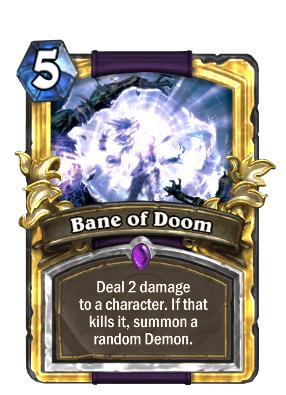 5
Bane of Doom
Deal 2 damage
to a character. If that
kills it, summon a
random Demon.